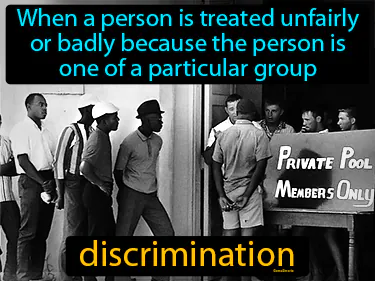 When a person is treated unfairly
or badly because the person is
one of a particular group
PRIVATE POOL
MEMBERS ONLY
discrimination